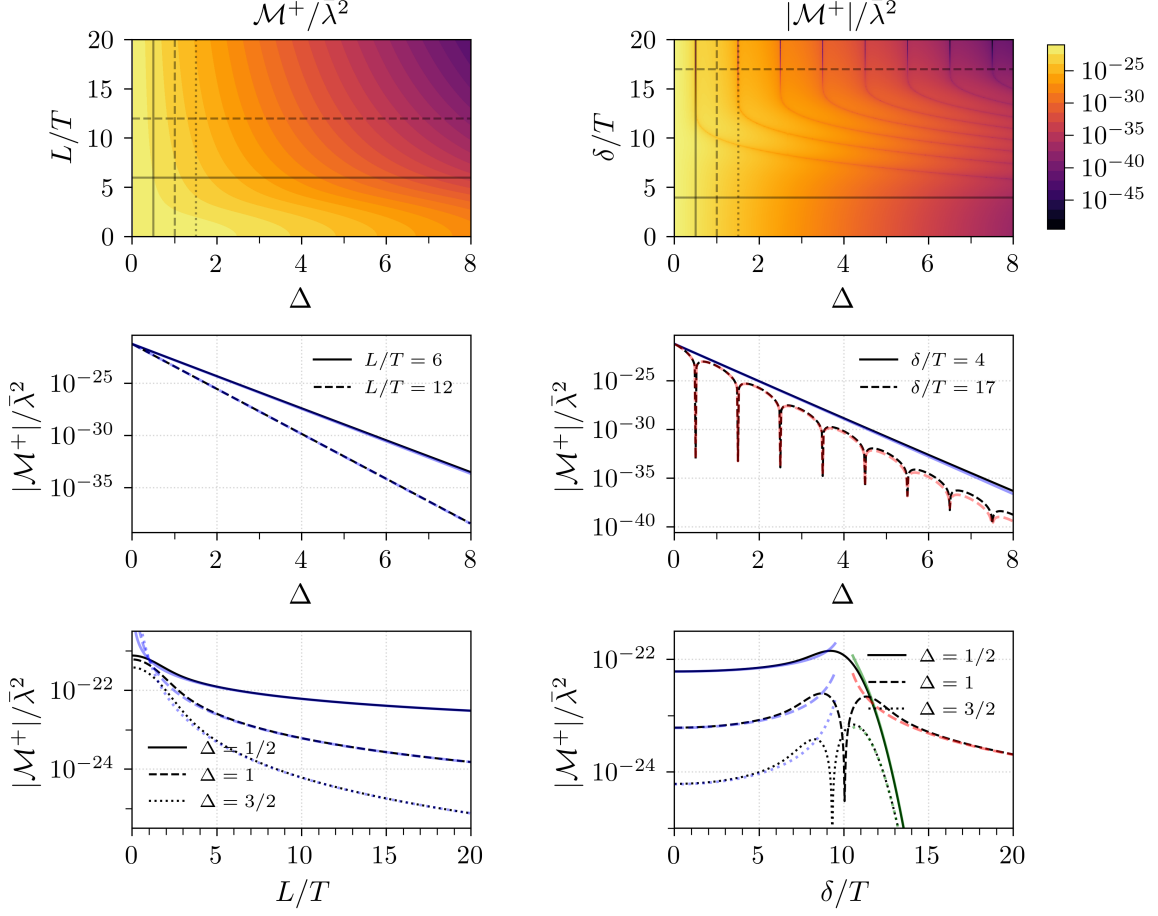 𝓜⁺/λ̄²
|𝓜⁺|/λ̄²
20
15
10
5
0
L/T
0 2 4 6 8
Δ
20
15
10
5
0
δ/T
0 2 4 6 8
Δ
10⁻²⁵
10⁻³⁰
10⁻³⁵
10⁻⁴⁰
10⁻⁴⁵
|𝓜⁺|/λ̄²
10⁻²⁵
10⁻³⁰
10⁻³⁵
L/T = 6
L/T = 12
0 2 4 6 8
Δ
|𝓜⁺|/λ̄²
10⁻²⁵
10⁻³⁰
10⁻³⁵
10⁻⁴⁰
δ/T = 4
δ/T = 17
0 2 4 6 8
Δ
|𝓜⁺|/λ̄²
10⁻²²
10⁻²⁴
Δ = 1/2
Δ = 1
Δ = 3/2
0 5 10 15 20
L/T
|𝓜⁺|/λ̄²
10⁻²²
10⁻²⁴
Δ = 1/2
Δ = 1
Δ = 3/2
0 5 10 15 20
δ/T